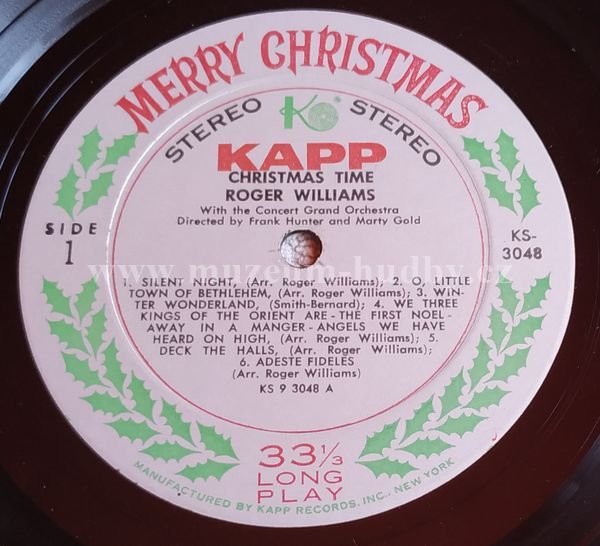 MERRY CHRISTMAS
STEREO K STEREO
KAPP
CHRISTMAS TIME
ROGER WILLIAMS
With the Concert Grand Orchestra
Directed by Frank Hunter and Marty Gold
SIDE
1
KS-
3048
www.muzeum-hudby.cz
1. SILENT NIGHT, (Arr. Roger Williams); 2. O, LITTLE
TOWN OF BETHLEHEM, (Arr. Roger Williams); 3. WIN-
TER WONDERLAND, (Smith-Bernard); 4. WE THREE
KINGS OF THE ORIENT ARE - THE FIRST NOEL -
AWAY IN A MANGER - ANGELS WE HAVE
HEARD ON HIGH, (Arr. Roger Williams); 5.
DECK THE HALLS, (Arr. Roger Williams);
6. ADESTE FIDELES
(Arr. Roger Williams)
KS 9 3048 A
33 1/3
LONG
PLAY
MANUFACTURED BY KAPP RECORDS, INC., NEW YORK